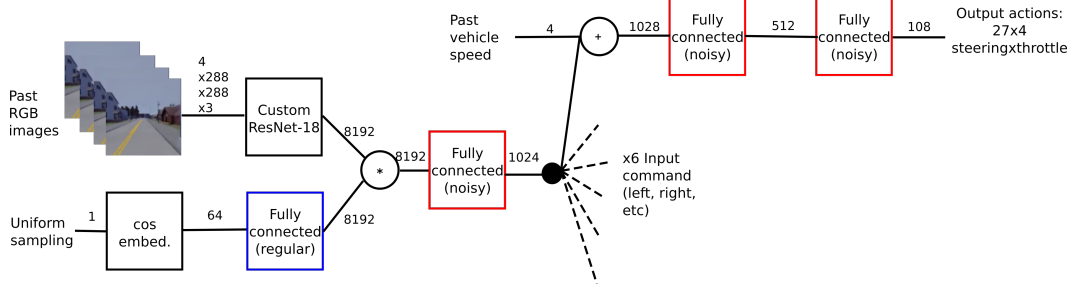 Past
vehicle
speed
4
+
1028
Fully
connected
(noisy)
512
Fully
connected
(noisy)
108
Output actions:
27x4
steeringxthrottle
Past
RGB
images
4
x288
x288
x3
Custom
ResNet-18
8192
*
8192
Fully
connected
(noisy)
1024
x6 Input
command
(left, right,
etc)
Uniform
sampling
1
cos
embed.
64
Fully
connected
(regular)
8192